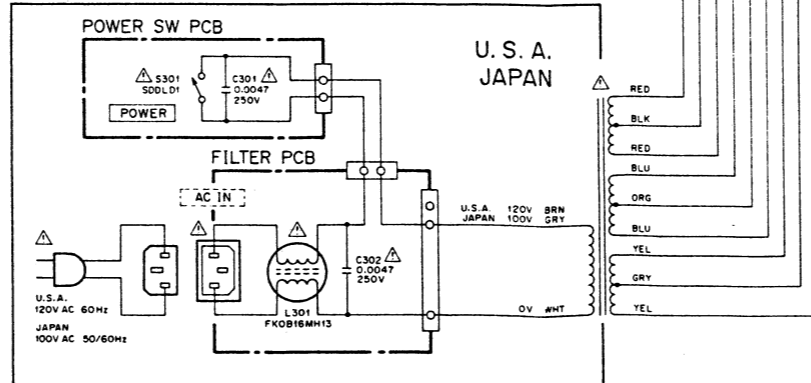 POWER SW PCB
U. S. A.
JAPAN
S301
SDDLD1
C301
0.0047
250V
POWER
RED
BLK
RED
FILTER PCB
BLU
AC IN
ORG
U.S.A. 120V BRN
JAPAN 100V GRY
BLU
YEL
C302
0.0047
250V
GRY
U.S.A.
120V AC 60Hz
L301
FKOB16MH13
0V WHT
YEL
JAPAN
100V AC 50/60Hz